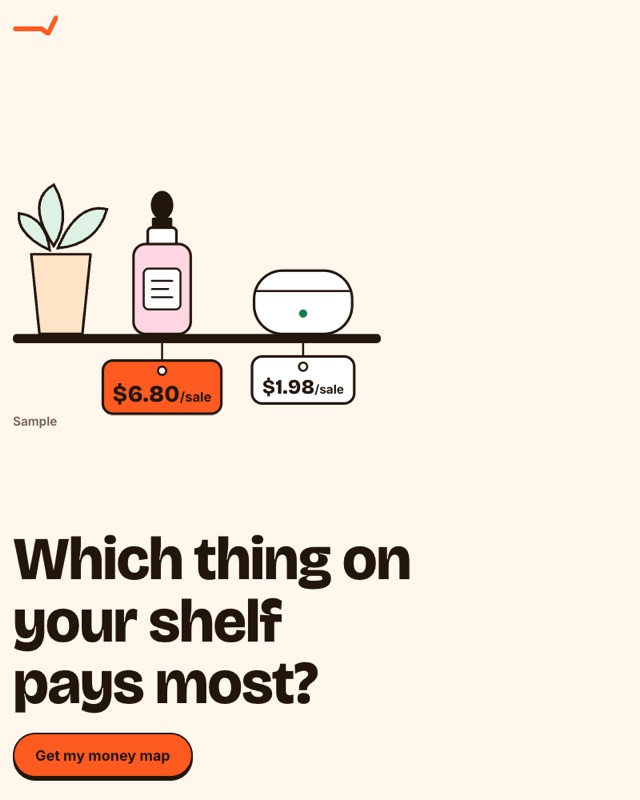 $6.80/sale
$1.98/sale
Sample
Which thing on
your shelf
pays most?
Get my money map